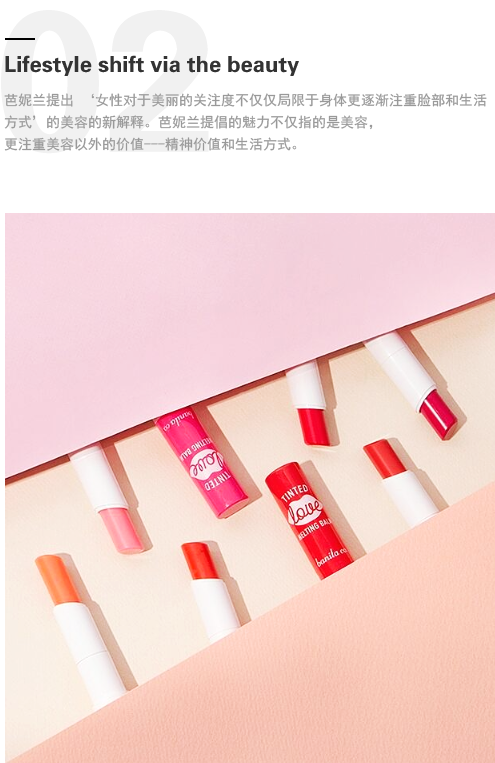 02
Lifestyle shift via the beauty
芭妮兰提出 ‘女性对于美丽的关注度不仅仅局限于身体更逐渐注重脸部和生活
方式’的美容的新解释。芭妮兰提倡的魅力不仅指的是美容，
更注重美容以外的价值——精神价值和生活方式。
banila co
MELTING BALM
love
TINTED
TINTED
love
MELTING BALM
banila co